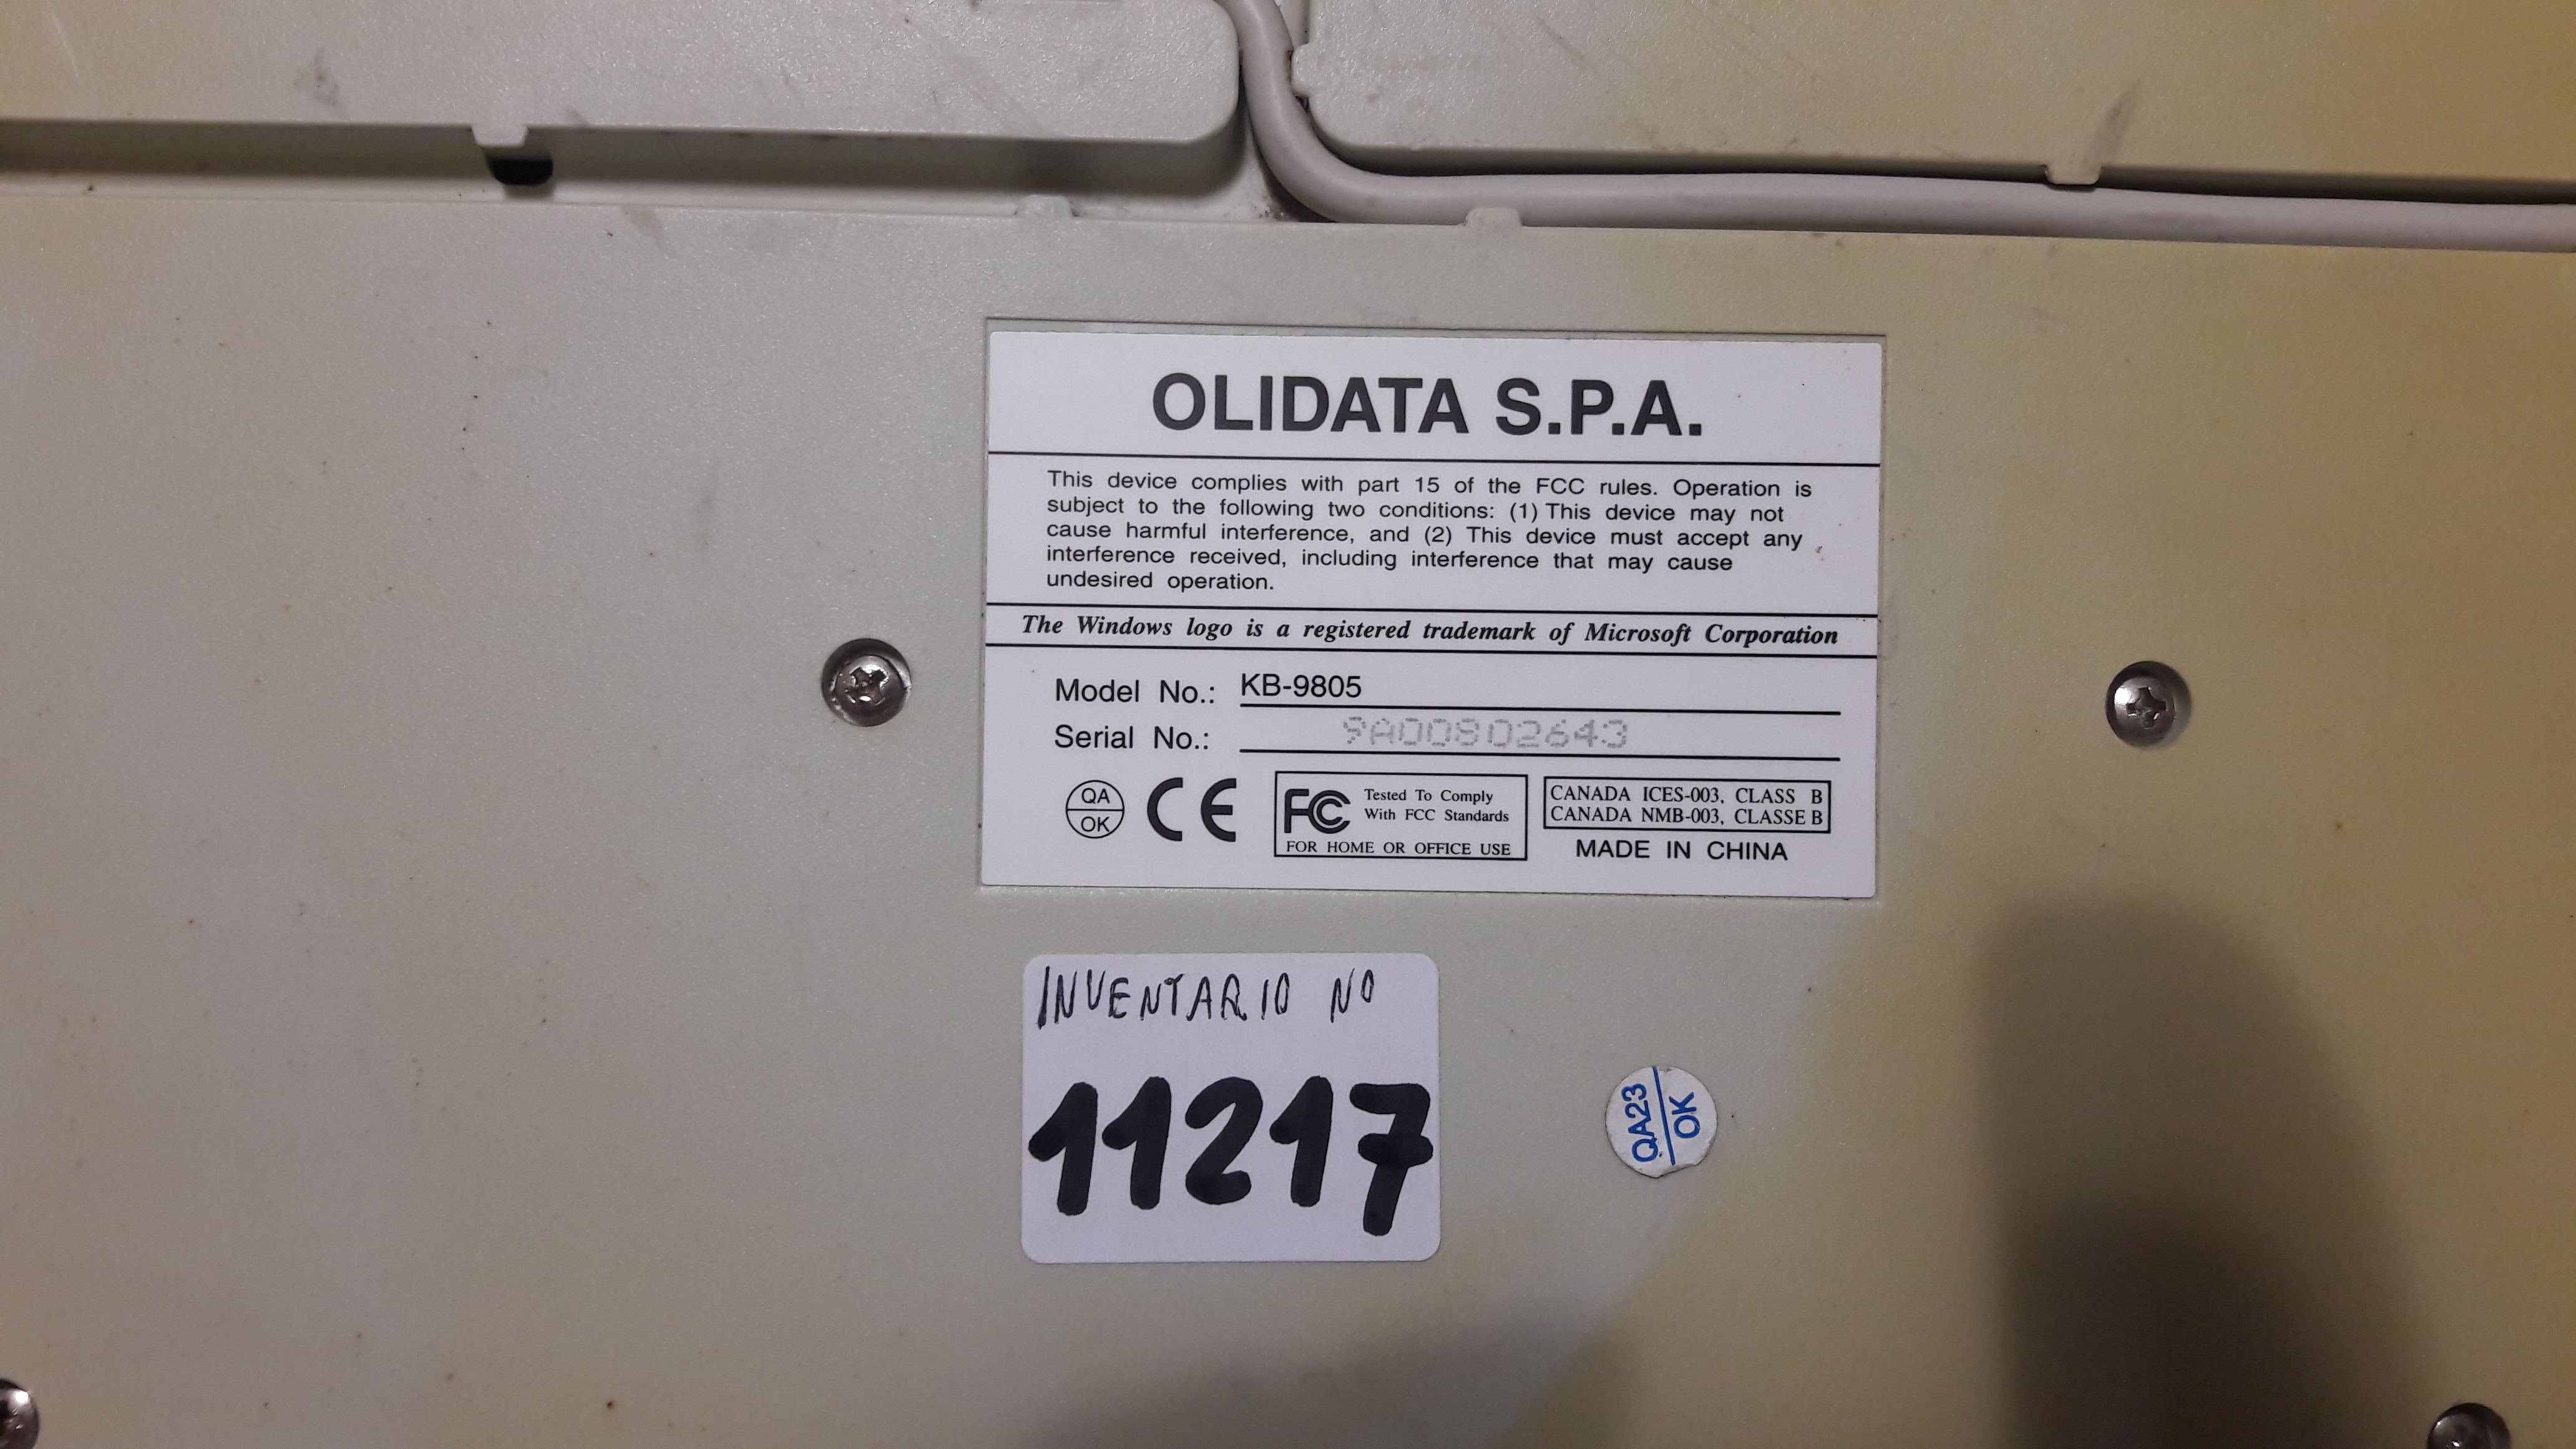 OLIDATA S.P.A.
This device complies with part 15 of the FCC rules. Operation is
subject to the following two conditions: (1) This device may not
cause harmful interference, and (2) This device must accept any
interference received, including interference that may cause
undesired operation.
The Windows logo is a registered trademark of Microsoft Corporation
Model No.: KB-9805
Serial No.: 9A00802643
QA
OK
CE
FC
Tested To Comply
With FCC Standards
FOR HOME OR OFFICE USE
CANADA ICES-003, CLASS B
CANADA NMB-003, CLASSE B
MADE IN CHINA
INVENTARIO NO
11217
QA23
OK